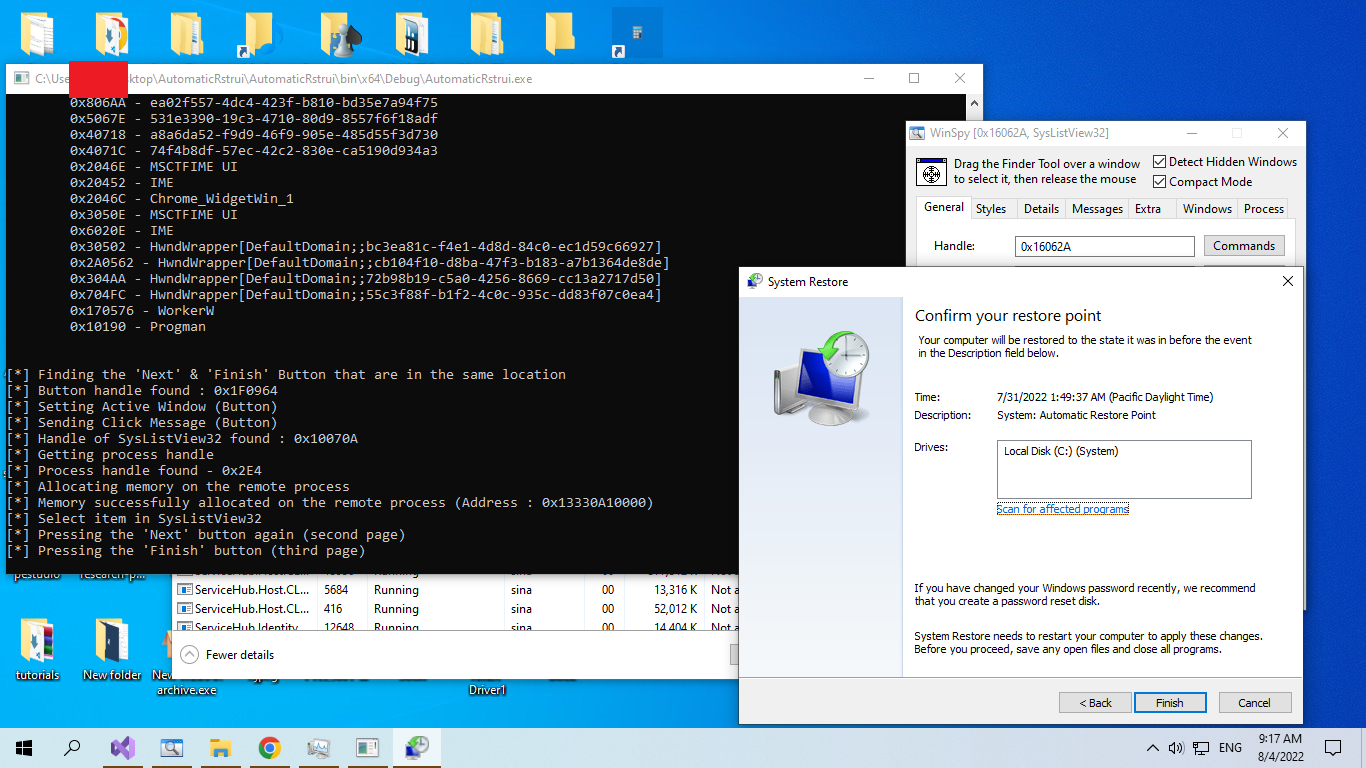 C:\Use
sktop\AutomaticRstrui\AutomaticRstrui\bin\x64\Debug\AutomaticRstrui.exe
0x806AA - ea02f557-4dc4-423f-b810-bd35e7a94f75
0x5067E - 531e3390-19c3-4710-80d9-8557f6f18adf
0x40718 - a8a6da52-f9d9-46f9-905e-485d55f3d730
0x4071C - 74f4b8df-57ec-42c2-830e-ca5190d934a3
0x2046E - MSCTFIME UI
0x20452 - IME
0x2046C - Chrome_WidgetWin_1
0x3050E - MSCTFIME UI
0x6020E - IME
0x30502 - HwndWrapper[DefaultDomain;;bc3ea81c-f4e1-4d8d-84c0-ec1d59c66927]
0x2A0562 - HwndWrapper[DefaultDomain;;cb104f10-d8ba-47f3-b183-a7b1364de8de]
0x304AA - HwndWrapper[DefaultDomain;;72b98b19-c5a0-4256-8669-cc13a2717d50]
0x704FC - HwndWrapper[DefaultDomain;;55c3f88f-b1f2-4c0c-935c-dd83f07c0ea4]
0x170576 - WorkerW
0x10190 - Progman
[*] Finding the 'Next' & 'Finish' Button that are in the same location
[*] Button handle found : 0x1F0964
[*] Setting Active Window (Button)
[*] Sending Click Message (Button)
[*] Handle of SysListView32 found : 0x10070A
[*] Getting process handle
[*] Process handle found - 0x2E4
[*] Allocating memory on the remote process
[*] Memory successfully allocated on the remote process (Address : 0x13330A10000)
[*] Select item in SysListView32
[*] Pressing the 'Next' button again (second page)
[*] Pressing the 'Finish' button (third page)
WinSpy [0x16062A, SysListView32]
Drag the Finder Tool over a window
to select it, then release the mouse
Detect Hidden Windows
Compact Mode
General Styles Details Messages Extra Windows Process
Handle: 0x16062A Commands
System Restore
Confirm your restore point
Your computer will be restored to the state it was in before the event
in the Description field below.
Time: 7/31/2022 1:49:37 AM (Pacific Daylight Time)
Description: System: Automatic Restore Point
Drives: Local Disk (C:) (System)
Scan for affected programs
If you have changed your Windows password recently, we recommend
that you create a password reset disk.
System Restore needs to restart your computer to apply these changes.
Before you proceed, save any open files and close all programs.
< Back Finish Cancel
pestudio research-p...
ServiceHub.Host.CL... 5684 Running sina 00 13,316 K Not a
ServiceHub.Host.CL... 416 Running sina 00 52,012 K Not a
ServiceHub.Identity 12648 Running sina 00 14,404 K Not a
Fewer details
tutorials
New folder
archive.exe
Driver1
ENG
9:17 AM
8/4/2022